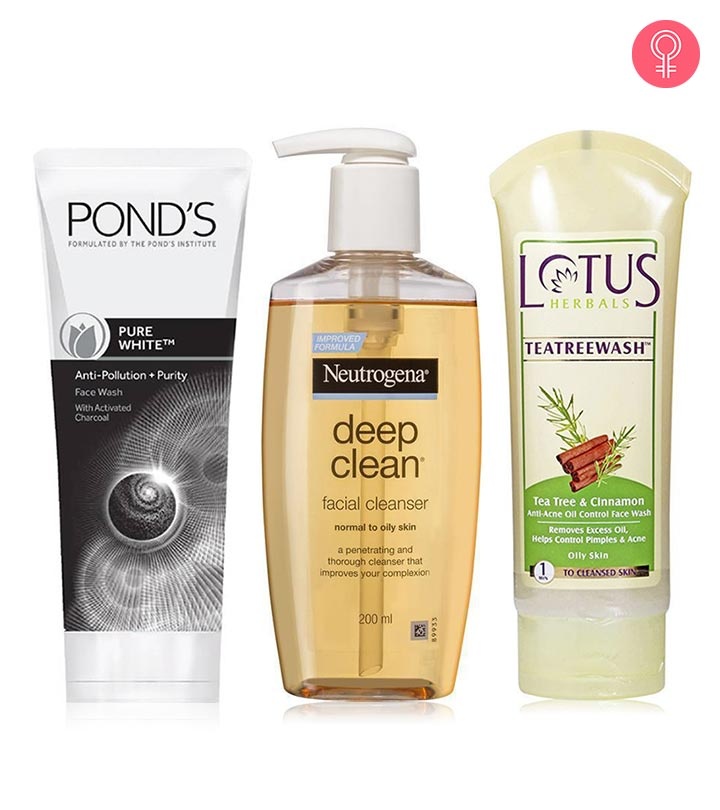 POND'S
FORMULATED BY THE POND'S INSTITUTE
PURE
WHITE™
Anti-Pollution + Purity
Face Wash
With Activated
Charcoal
IMPROVED
FORMULA
Neutrogena®
deep
clean®
facial cleanser
normal to oily skin
a penetrating and
thorough cleanser that
improves your complexion
200 ml
89933
LOTUS
HERBALS
TEATREEWASH™
Tea Tree & Cinnamon
Anti-Acne Oil Control Face Wash
Removes Excess Oil,
Helps Control Pimples & Acne
Oily Skin
1
TO CLEANSED SKIN